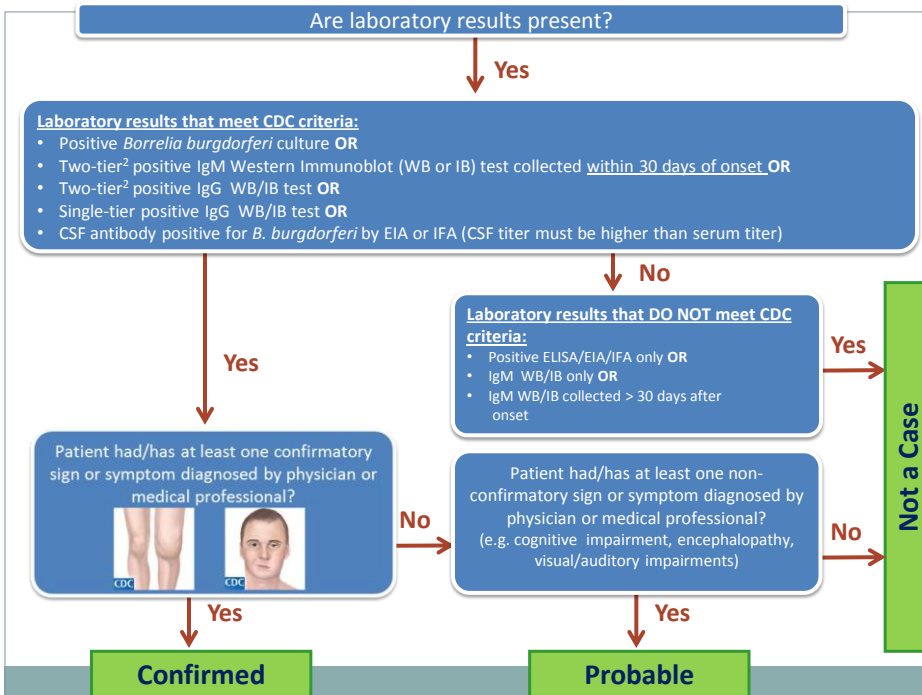 Are laboratory results present?
Yes
Laboratory results that meet CDC criteria:
• Positive Borrelia burgdorferi culture OR
• Two-tier² positive IgM Western Immunoblot (WB or IB) test collected within 30 days of onset OR
• Two-tier² positive IgG WB/IB test OR
• Single-tier positive IgG WB/IB test OR
• CSF antibody positive for B. burgdorferi by EIA or IFA (CSF titer must be higher than serum titer)
No
Laboratory results that DO NOT meet CDC
criteria:
• Positive ELISA/EIA/IFA only OR
• IgM WB/IB only OR
• IgM WB/IB collected > 30 days after
onset
Yes
Yes
Not a Case
Patient had/has at least one confirmatory
sign or symptom diagnosed by physician or
medical professional?
CDC
CDC
No
Patient had/has at least one non-
confirmatory sign or symptom diagnosed by
physician or medical professional?
(e.g. cognitive impairment, encephalopathy,
visual/auditory impairments)
No
Yes
Yes
Confirmed
Probable